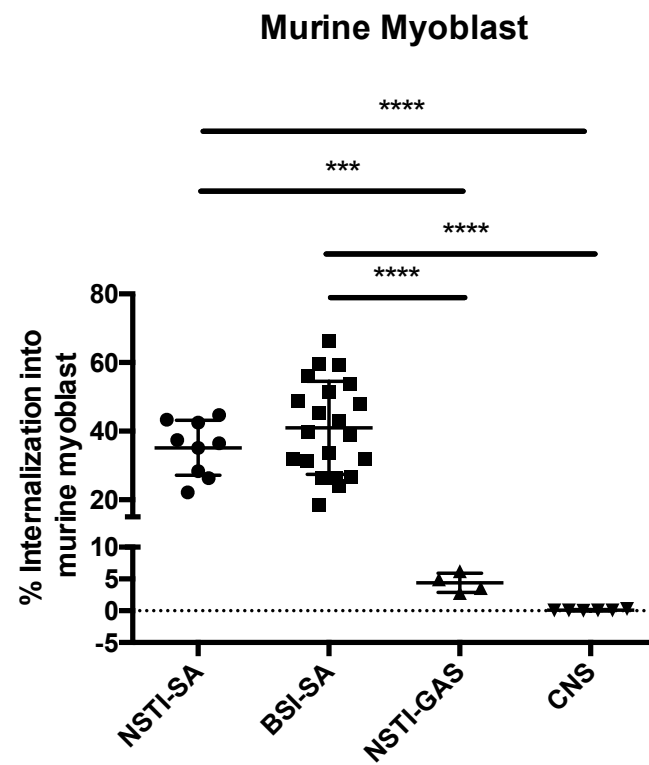 Murine Myoblast
****
***
****
****
% Internalization into
murine myoblast
80
60
40
20
10
5
0
-5
NSTI-SA
BSI-SA
NSTI-GAS
CNS